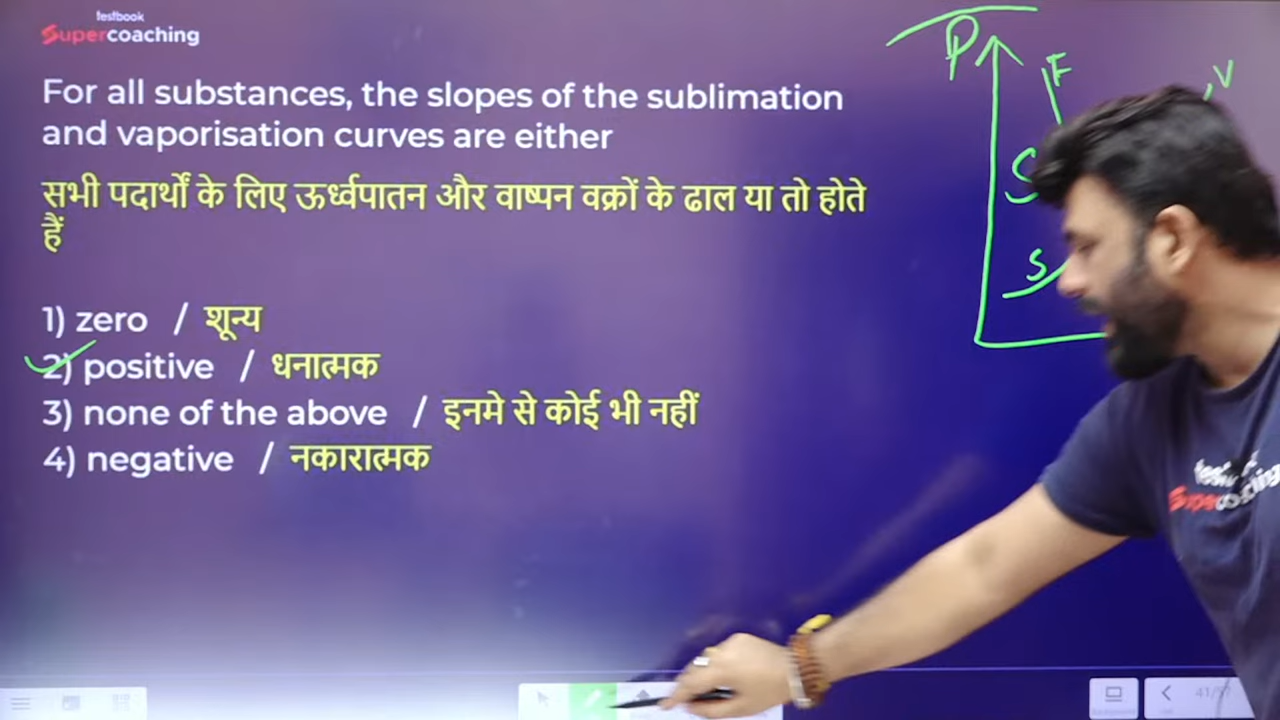 testbook
Supercoaching
For all substances, the slopes of the sublimation
and vaporisation curves are either
सभी पदार्थों के लिए ऊर्ध्वपातन और वाष्पन वक्रों के ढाल या तो होते
हैं
1) zero / शून्य
2) positive / धनात्मक
3) none of the above / इनमे से कोई भी नहीं
4) negative / नकारात्मक
P
F
V
S
S
testbook
Supercoaching